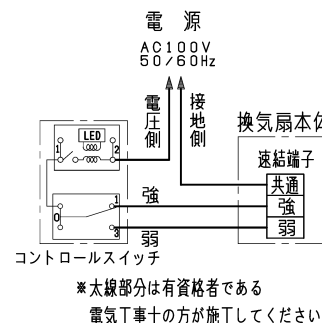 電源
AC100V
50/60Hz
電圧側
接地側
換気扇本体
LED
1
2
速結端子
共通
強
弱
0
1
3
強
弱
コントロールスイッチ
※太線部分は有資格者である
電気工事士の方が施工してください